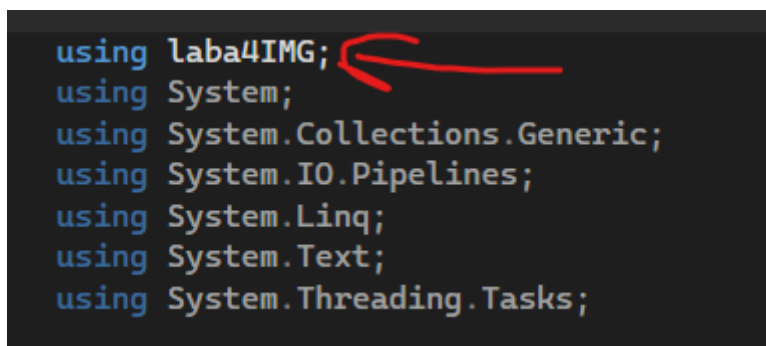 using laba4IMG;
using System;
using System.Collections.Generic;
using System.IO.Pipelines;
using System.Linq;
using System.Text;
using System.Threading.Tasks;